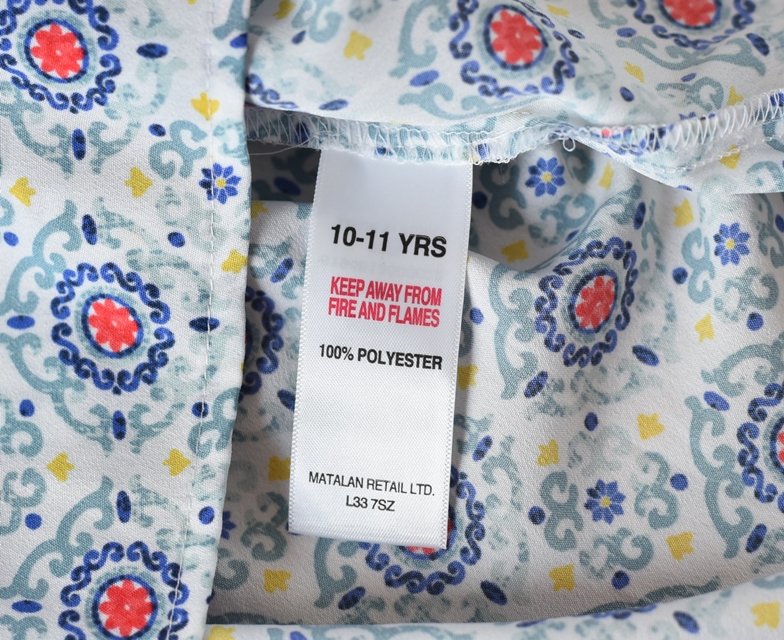 10-11 YRS
KEEP AWAY FROM
FIRE AND FLAMES
100% POLYESTER
MATALAN RETAIL LTD.
L33 7SZ